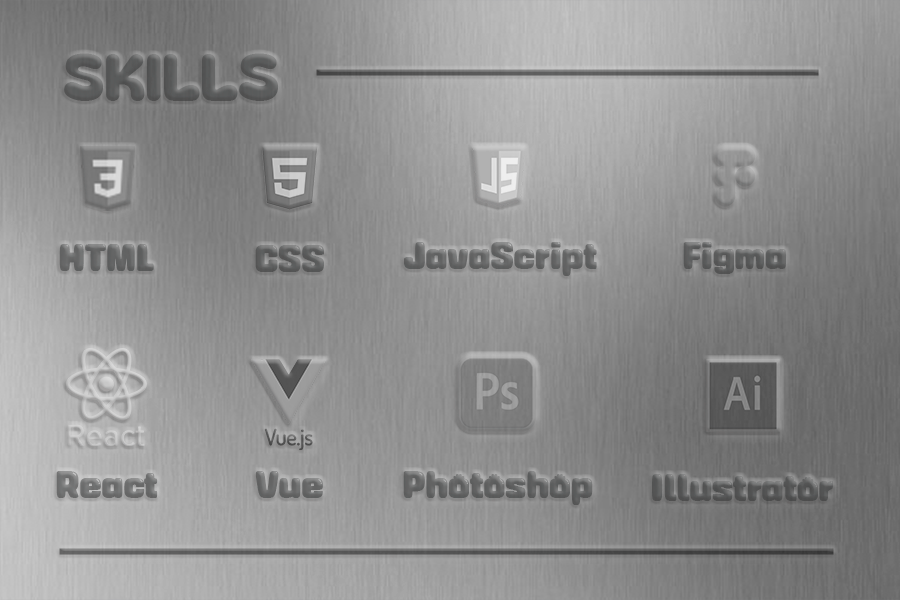 SKILLS
3 5 JS
HTML CSS JavaScript Figma
React Vue.js Ps Ai
React Vue Photoshop Illustrator